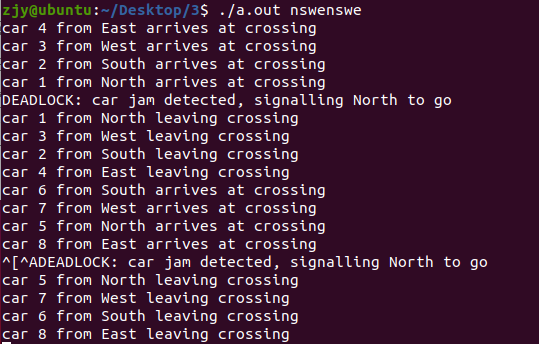 zjy@ubuntu:~/Desktop/3$ ./a.out nswenswe
car 4 from East arrives at crossing
car 3 from West arrives at crossing
car 2 from South arrives at crossing
car 1 from North arrives at crossing
DEADLOCK: car jam detected, signalling North to go
car 1 from North leaving crossing
car 3 from West leaving crossing
car 2 from South leaving crossing
car 4 from East leaving crossing
car 6 from South arrives at crossing
car 7 from West arrives at crossing
car 5 from North arrives at crossing
car 8 from East arrives at crossing
^[^ADEADLOCK: car jam detected, signalling North to go
car 5 from North leaving crossing
car 7 from West leaving crossing
car 6 from South leaving crossing
car 8 from East leaving crossing